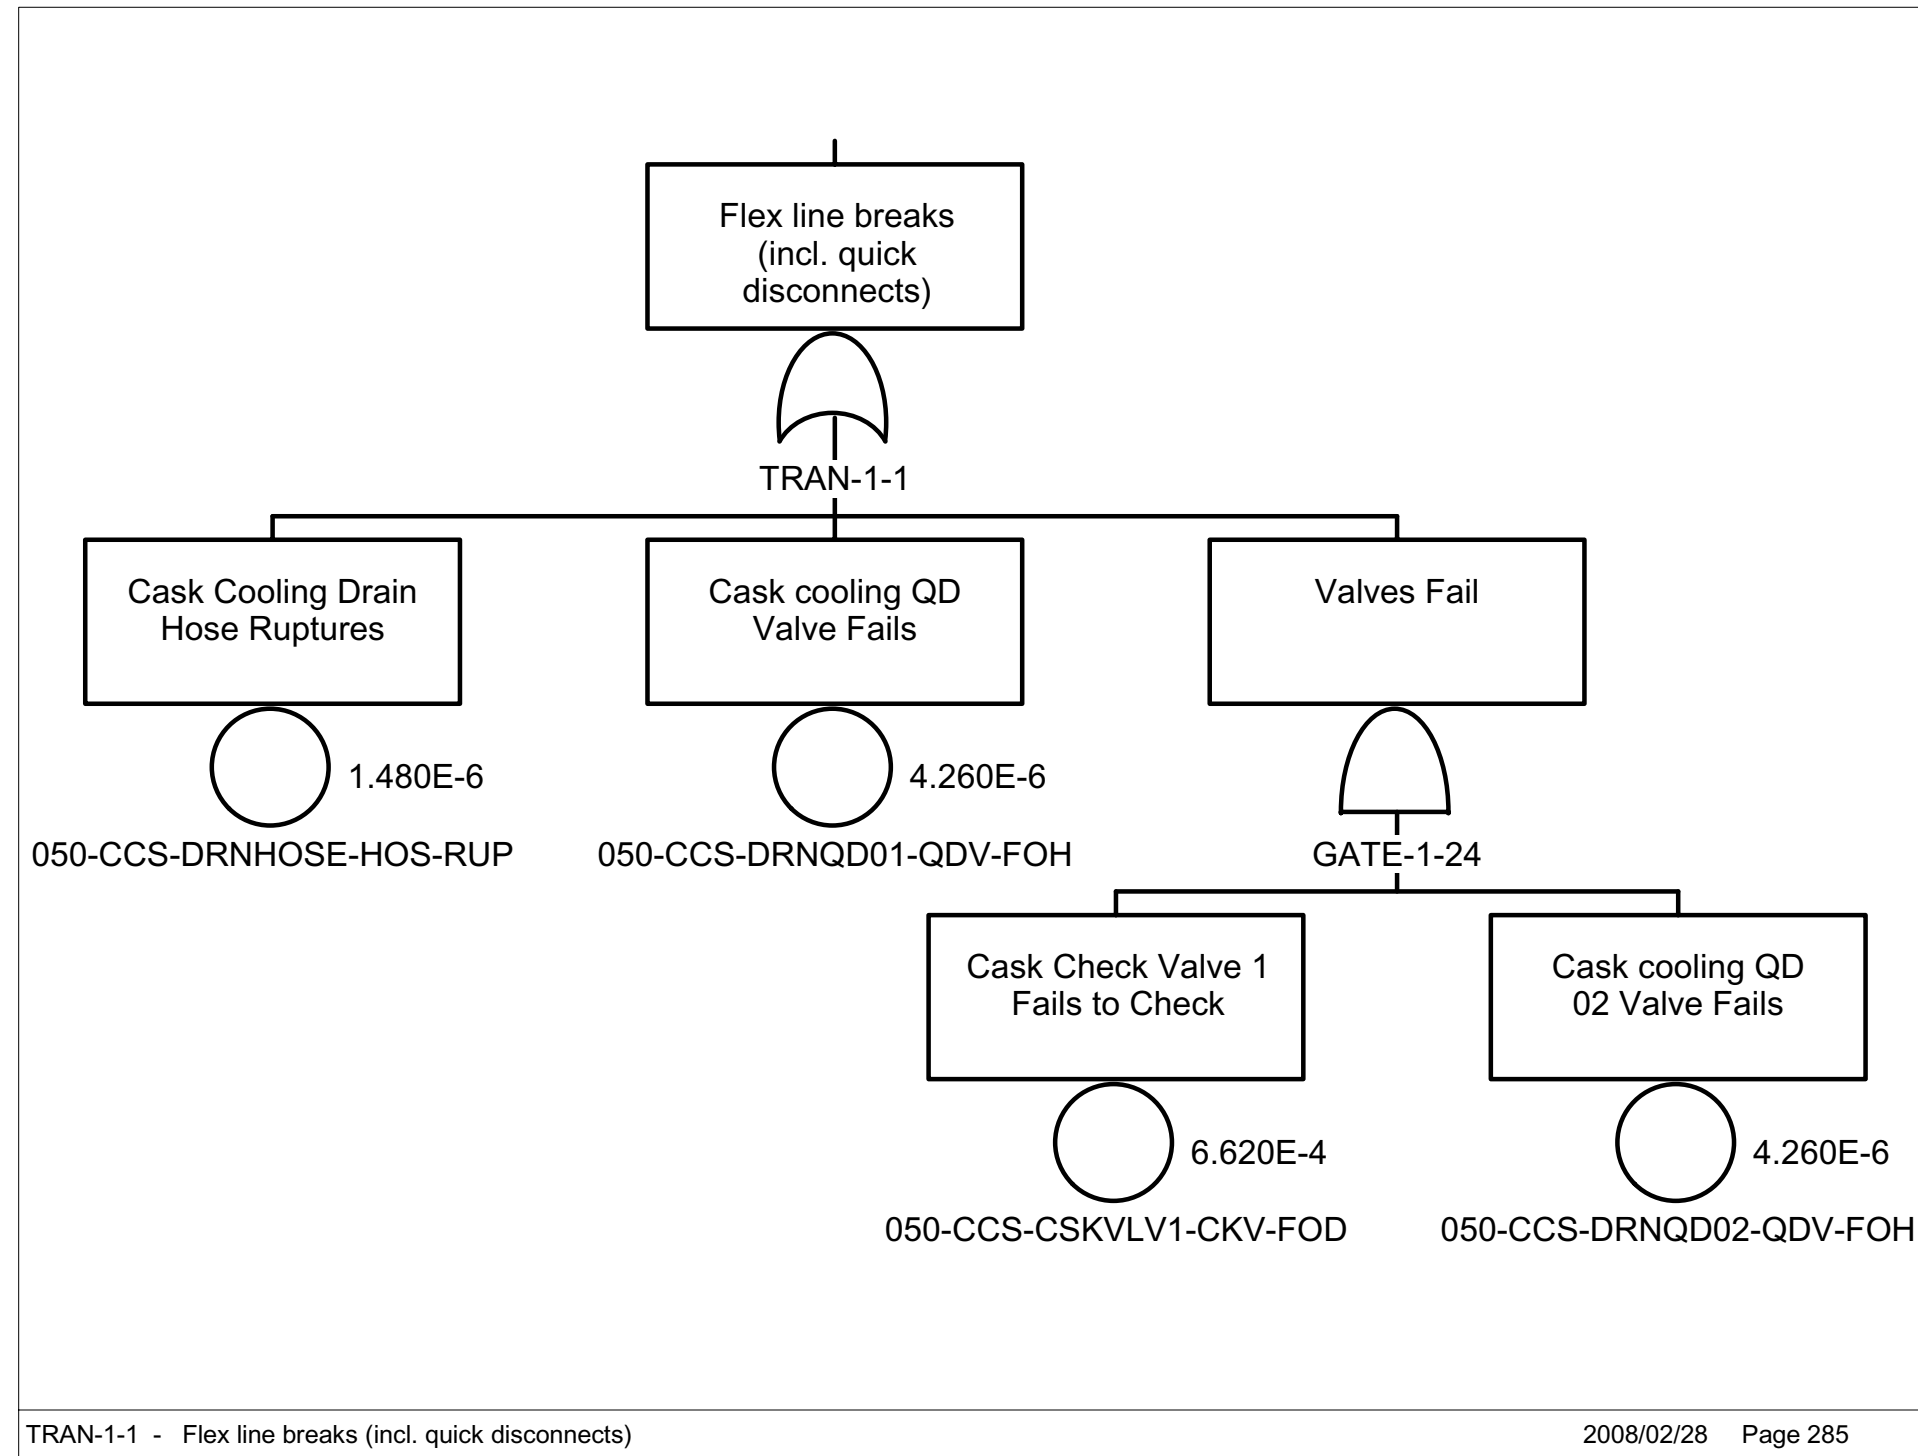 Flex line breaks
(incl. quick
disconnects)
TRAN-1-1
Cask Cooling Drain
Hose Ruptures
Cask cooling QD
Valve Fails
Valves Fail
1.480E-6
4.260E-6
050-CCS-DRNHOSE-HOS-RUP
050-CCS-DRNQD01-QDV-FOH
GATE-1-24
Cask Check Valve 1
Fails to Check
Cask cooling QD
02 Valve Fails
6.620E-4
4.260E-6
050-CCS-CSKVLV1-CKV-FOD
050-CCS-DRNQD02-QDV-FOH
TRAN-1-1 - Flex line breaks (incl. quick disconnects)
2008/02/28 Page 285